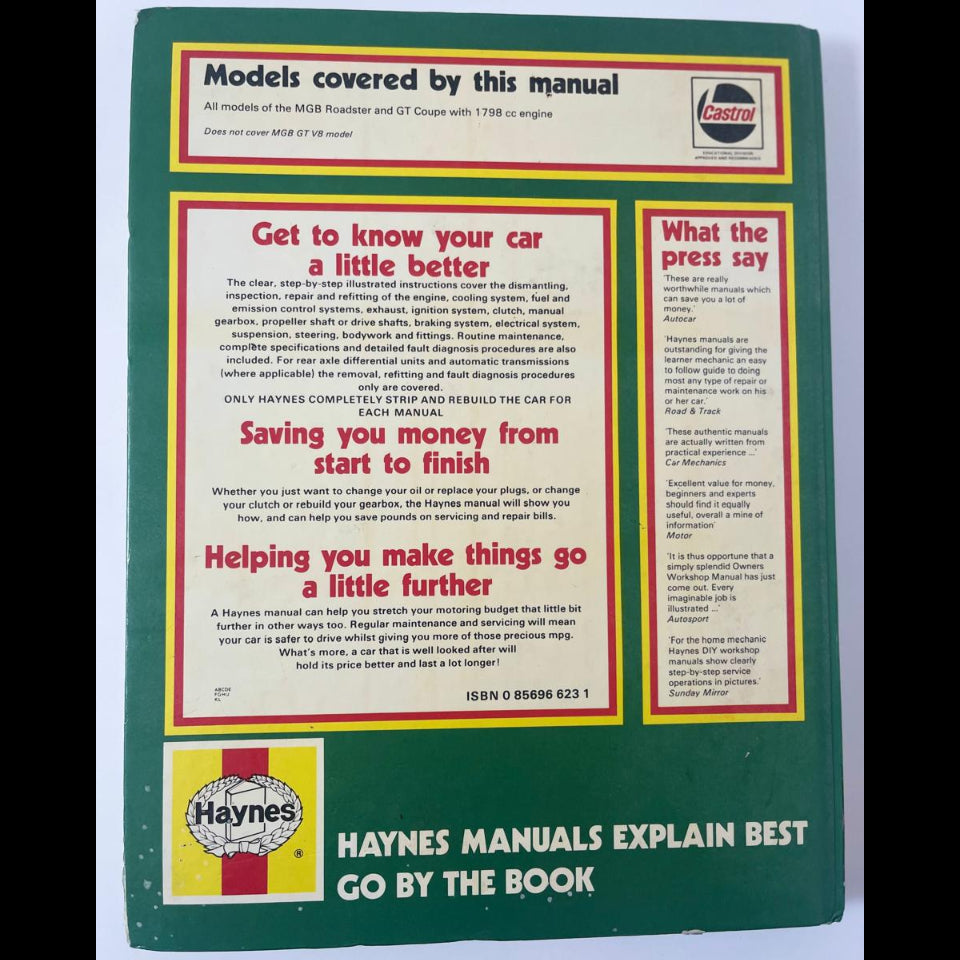 Models covered by this manual
All models of the MGB Roadster and GT Coupe with 1798 cc engine
Does not cover MGB GT V8 model
Castrol
EDUCATIONAL DIVISION
APPROVED AND RECOMMENDED
Get to know your car
a little better
The clear, step-by-step illustrated instructions cover the dismantling,
inspection, repair and refitting of the engine, cooling system, fuel and
emission control systems, exhaust, ignition system, clutch, manual
gearbox, propeller shaft or drive shafts, braking system, electrical system,
suspension, steering, bodywork and fittings. Routine maintenance,
complete specifications and detailed fault diagnosis procedures are also
included. For rear axle differential units and automatic transmissions
(where applicable) the removal, refitting and fault diagnosis procedures
only are covered.
ONLY HAYNES COMPLETELY STRIP AND REBUILD THE CAR FOR
EACH MANUAL
Saving you money from
start to finish
Whether you just want to change your oil or replace your plugs, or change
your clutch or rebuild your gearbox, the Haynes manual will show you
how, and can help you save pounds on servicing and repair bills.
Helping you make things go
a little further
A Haynes manual can help you stretch your motoring budget that little bit
further in other ways too. Regular maintenance and servicing will mean
your car is safer to drive whilst giving you more of those precious mpg.
What's more, a car that is well looked after will
hold its price better and last a lot longer!
ABCDE
FGHIJ
KL
ISBN 0 85696 623 1
What the
press say
'These are really
worthwhile manuals which
can save you a lot of
money.'
Autocar
'Haynes manuals are
outstanding for giving the
learner mechanic an easy
to follow guide to doing
most any type of repair or
maintenance work on his
or her car.'
Road & Track
'These authentic manuals
are actually written from
practical experience ...'
Car Mechanics
'Excellent value for money,
beginners and experts
should find it equally
useful, overall a mine of
information'
Motor
'It is thus opportune that a
simply splendid Owners
Workshop Manual has just
come out. Every
imaginable job is
illustrated ...'
Autosport
'For the home mechanic
Haynes DIY workshop
manuals show clearly
step-by-step service
operations in pictures.'
Sunday Mirror
Haynes
®
HAYNES MANUALS EXPLAIN BEST
GO BY THE BOOK